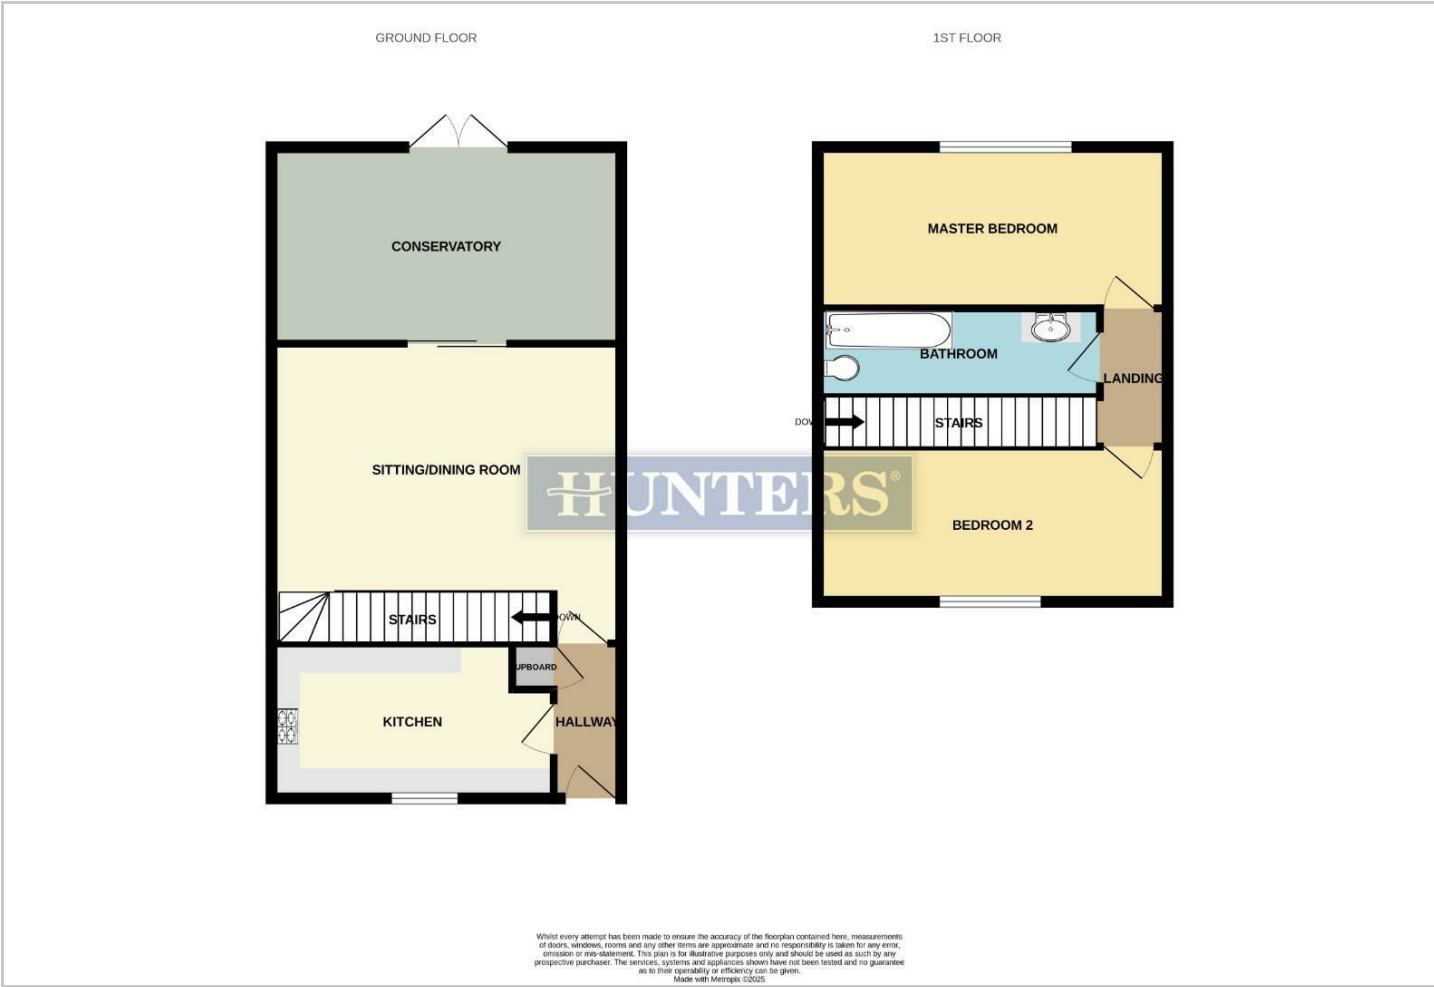 GROUND FLOOR
1ST FLOOR
CONSERVATORY
SITTING/DINING ROOM
STAIRS
DOWN
UPBOARD
KITCHEN
HALLWAY
MASTER BEDROOM
BATHROOM
LANDING
DOW
STAIRS
BEDROOM 2
HUNTERS®
Whilst every attempt has been made to ensure the accuracy of the floorplan contained here, measurements
of doors, windows, rooms and any other items are approximate and no responsibility is taken for any error,
omission or mis-statement. This plan is for illustrative purposes only and should be used as such by any
prospective purchaser. The services, systems and appliances shown have not been tested and no guarantee
as to their operability or efficiency can be given.
Made with Metropix ©2025